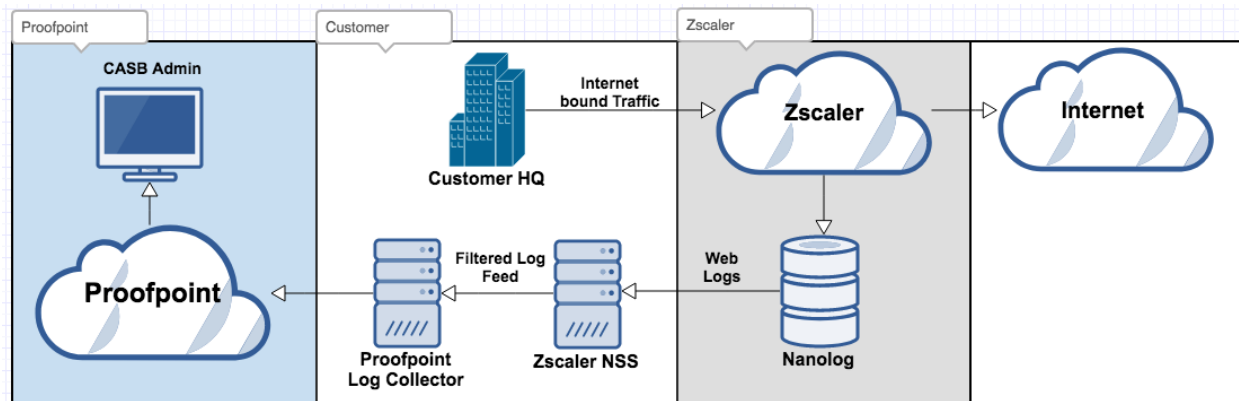 Proofpoint
Customer
Zscaler
CASB Admin
Internet
bound Traffic
Zscaler
Internet
Customer HQ
Proofpoint
Filtered Log
Feed
Web
Logs
Proofpoint
Log Collector
Zscaler NSS
Nanolog